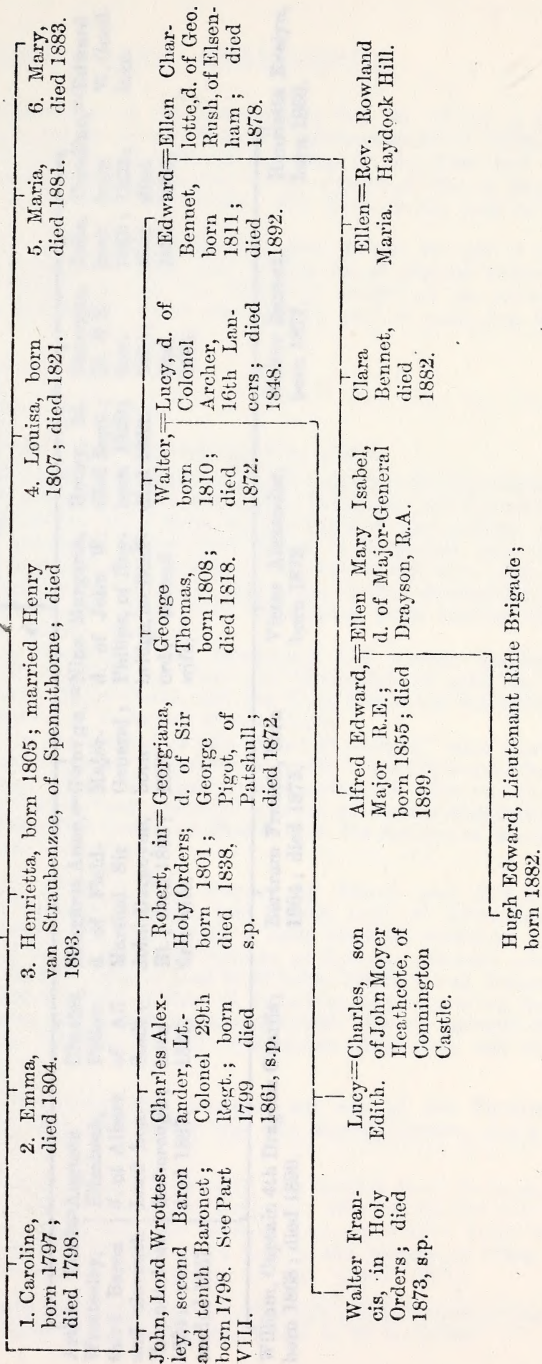 1. Caroline,
born 1797;
died 1798.
2. Emma,
died 1804.
3. Henrietta, born 1805; married Henry
van Straubenzee, of Spennithorne; died
1893.
4. Louisa, born
1807; died 1821.
5. Maria,
died 1881.
6. Mary,
died 1883.
John, Lord Wrottes-
ley, second Baron
and tenth Baronet;
born 1798. See Part
VIII.
Charles Alex-
ander, Lt.-
Colonel 29th
Regt.; born
1799 died
1861, s.p.
Robert, in=Georgiana,
Holy Orders; d. of Sir
born 1801; George
died 1838, Pigot, of
s.p. Patshull;
died 1872.
George
Thomas,
born 1808;
died 1818.
Walter,=Lucy, d. of
born Colonel
1810; Archer,
died 16th Lan-
1872. cers; died
1848.
Edward=Ellen Char-
Bennet, lotte, d. of Geo.
born Rush, of Elsen-
1811; ham; died
died 1878.
1892.
Walter Fran-
cis, in Holy
Orders; died
1873, s.p.
Lucy=Charles, son
Edith. of John Moyer
Heathcote, of
Connington
Castle.
Alfred Edward,=Ellen Mary Isabel,
Major R.E.; d. of Major-General
born 1855; died Drayson, R.A.
1899.
Clara
Bennet,
died
1882.
Ellen=Rev. Rowland
Maria. Haydock Hill.
Hugh Edward, Lieutenant Rifle Brigade;
born 1882.